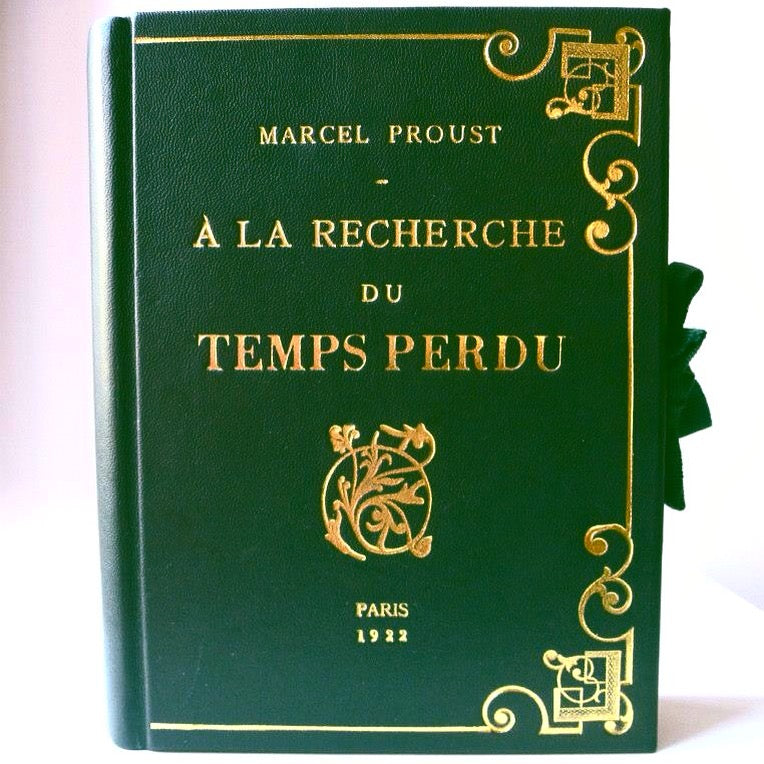 MARCEL PROUST
-
À LA RECHERCHE
DU
TEMPS PERDU
PARIS
1922